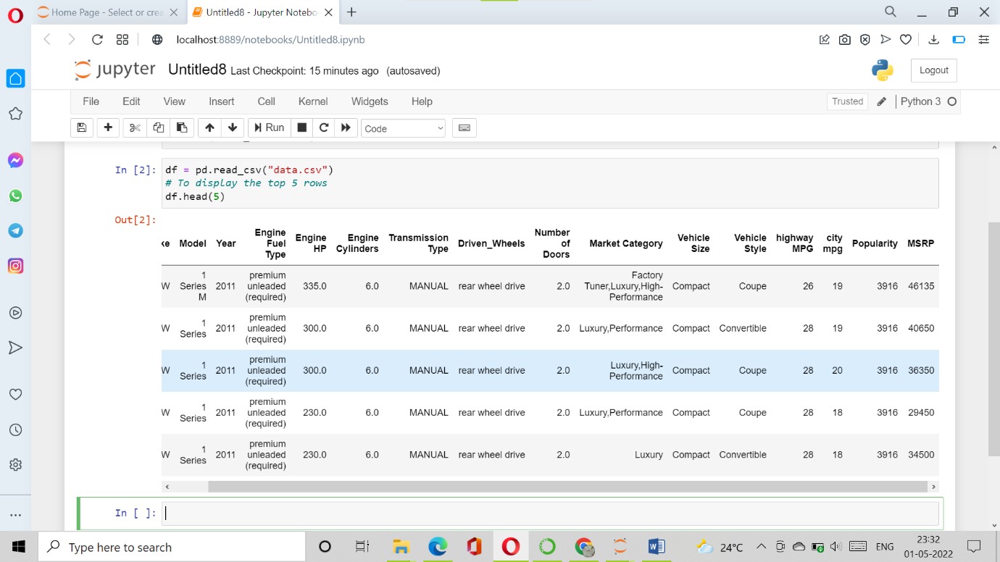 Home Page - Select or crea
Untitled8 - Jupyter Notebo
localhost:8889/notebooks/Untitled8.ipynb
jupyter Untitled8 Last Checkpoint: 15 minutes ago (autosaved)
Logout
File Edit View Insert Cell Kernel Widgets Help
Trusted Python 3
Run Code
In [2]: df = pd.read_csv("data.csv")
# To display the top 5 rows
df.head(5)
Out[2]:
ke Model Year Engine Fuel Type Engine HP Engine Cylinders Transmission Type Driven_Wheels Number of Doors Market Category Vehicle Size Vehicle Style highway MPG city mpg Popularity MSRP
W 1 Series M 2011 premium unleaded (required) 335.0 6.0 MANUAL rear wheel drive 2.0 Factory Tuner,Luxury,High-Performance Compact Coupe 26 19 3916 46135
W 1 Series 2011 premium unleaded (required) 300.0 6.0 MANUAL rear wheel drive 2.0 Luxury,Performance Compact Convertible 28 19 3916 40650
W 1 Series 2011 premium unleaded (required) 300.0 6.0 MANUAL rear wheel drive 2.0 Luxury,High-Performance Compact Coupe 28 20 3916 36350
W 1 Series 2011 premium unleaded (required) 230.0 6.0 MANUAL rear wheel drive 2.0 Luxury,Performance Compact Coupe 28 18 3916 29450
W 1 Series 2011 premium unleaded (required) 230.0 6.0 MANUAL rear wheel drive 2.0 Luxury Compact Convertible 28 18 3916 34500
In [ ]:
Type here to search
24°C
ENG
23:32
01-05-2022